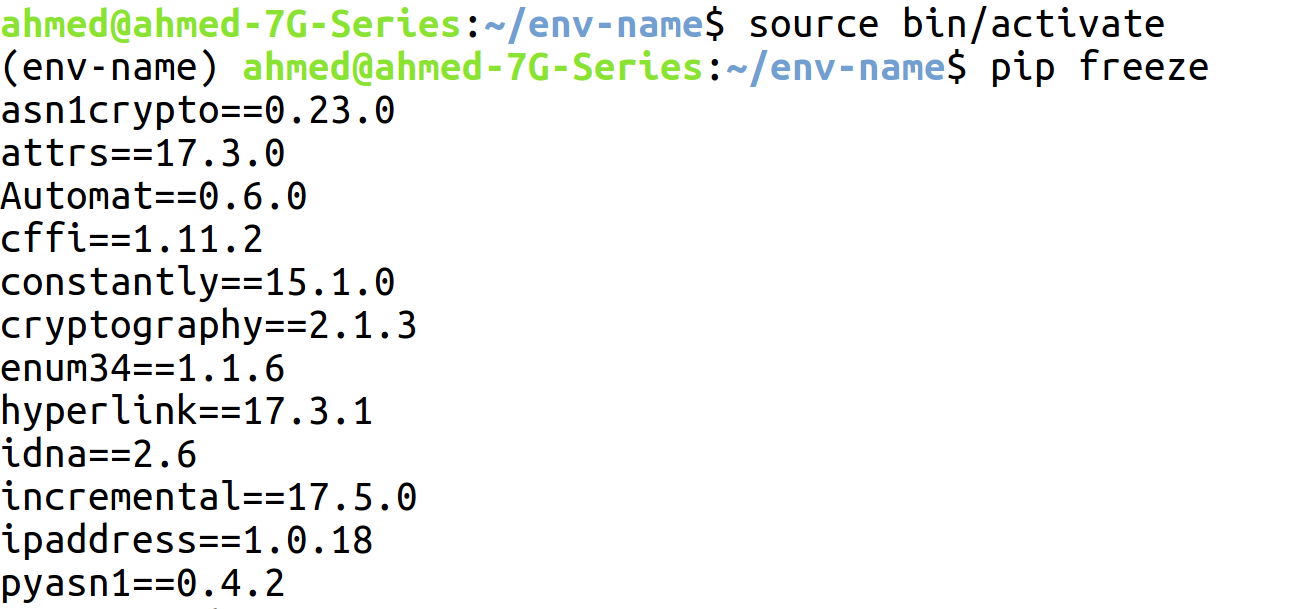 ahmed@ahmed-7G-Series:~/env-name$ source bin/activate
(env-name) ahmed@ahmed-7G-Series:~/env-name$ pip freeze
asn1crypto==0.23.0
attrs==17.3.0
Automat==0.6.0
cffi==1.11.2
constantly==15.1.0
cryptography==2.1.3
enum34==1.1.6
hyperlink==17.3.1
idna==2.6
incremental==17.5.0
ipaddress==1.0.18
pyasn1==0.4.2